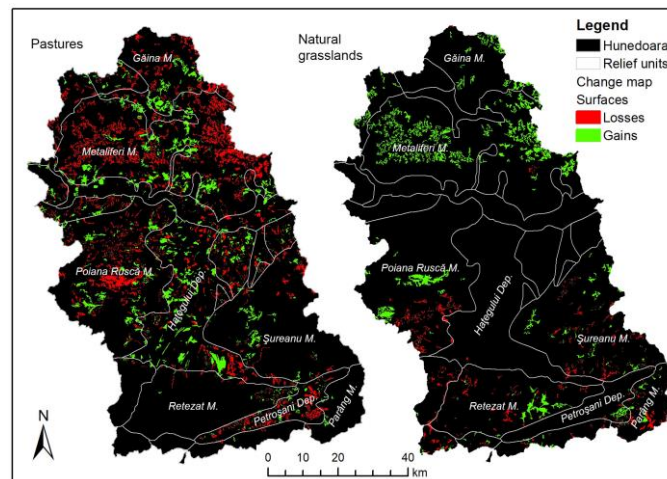 Pastures
Găina M.
Metaliferi M.
Poiana Ruscă M.
Hațegului Dep.
Șureanu M.
Retezat M.
Petroșani Dep.
Parâng M.
N
Natural
grasslands
Metaliferi M.
Găina M.
Poiana Ruscă M.
Hațegului Dep.
Șureanu M.
Retezat M.
Petroșani Dep.
Parâng M.
Legend
Hunedoara
Relief units
Change map
Surfaces
Losses
Gains
0 10 20 40
km